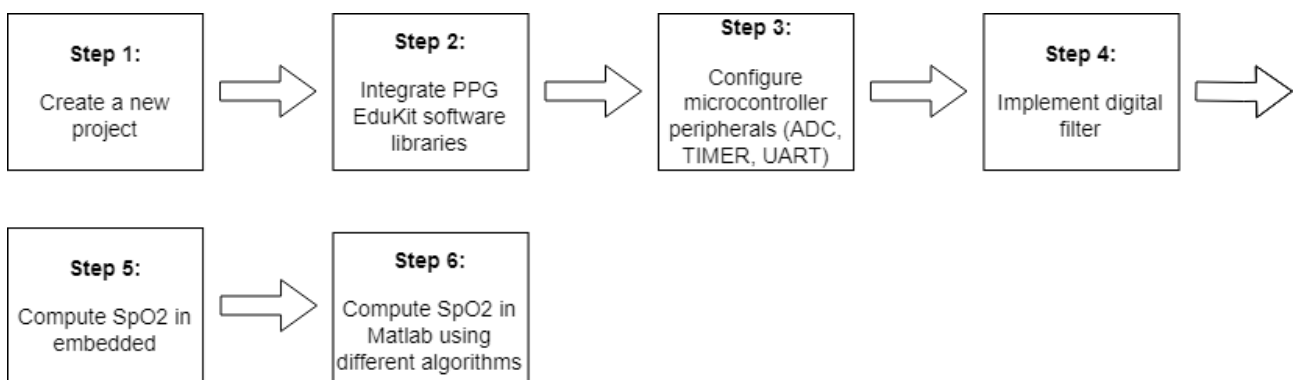 Step 1:
Create a new
project
Step 2:
Integrate PPG
EduKit software
libraries
Step 3:
Configure
microcontroller
peripherals (ADC,
TIMER, UART)
Step 4:
Implement digital
filter
Step 5:
Compute SpO2 in
embedded
Step 6:
Compute SpO2 in
Matlab using
different algorithms